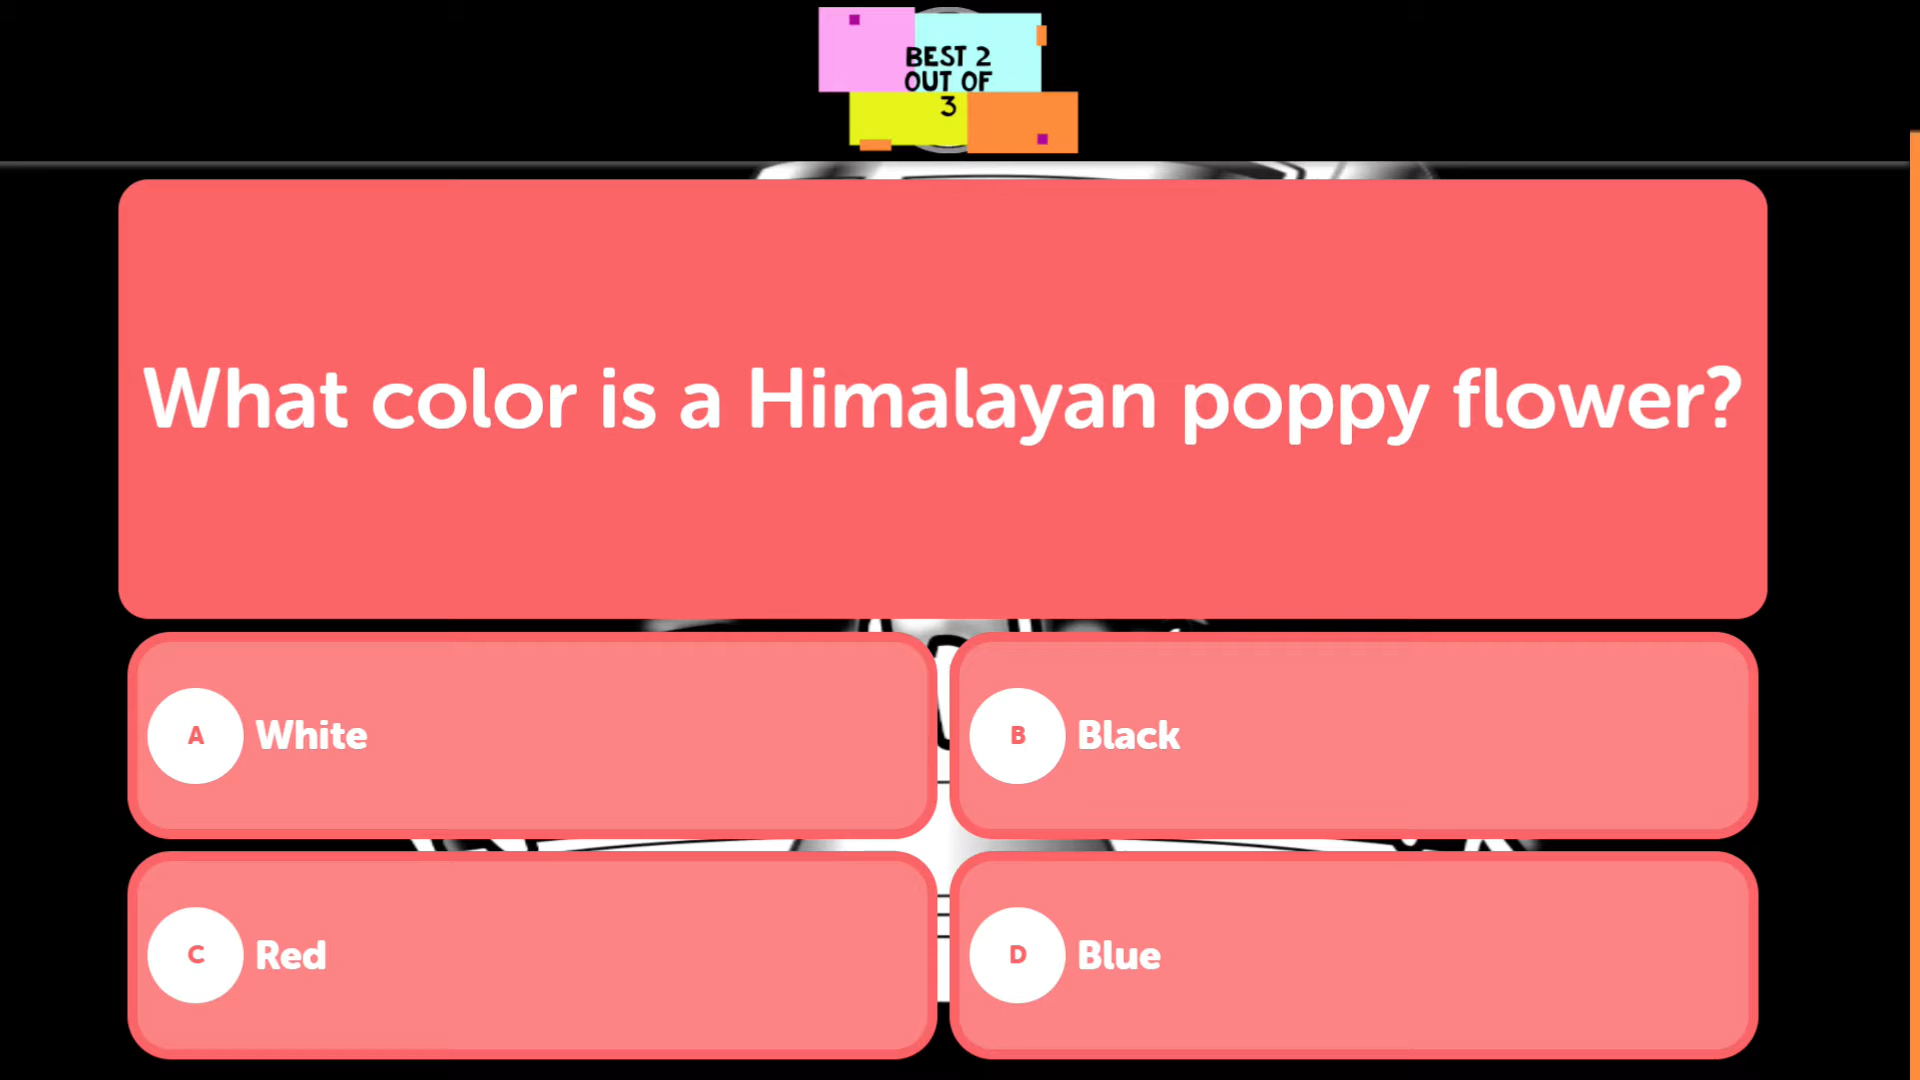 BEST 2
OUT OF
3
What color is a Himalayan poppy flower?
A White
B Black
C Red
D Blue